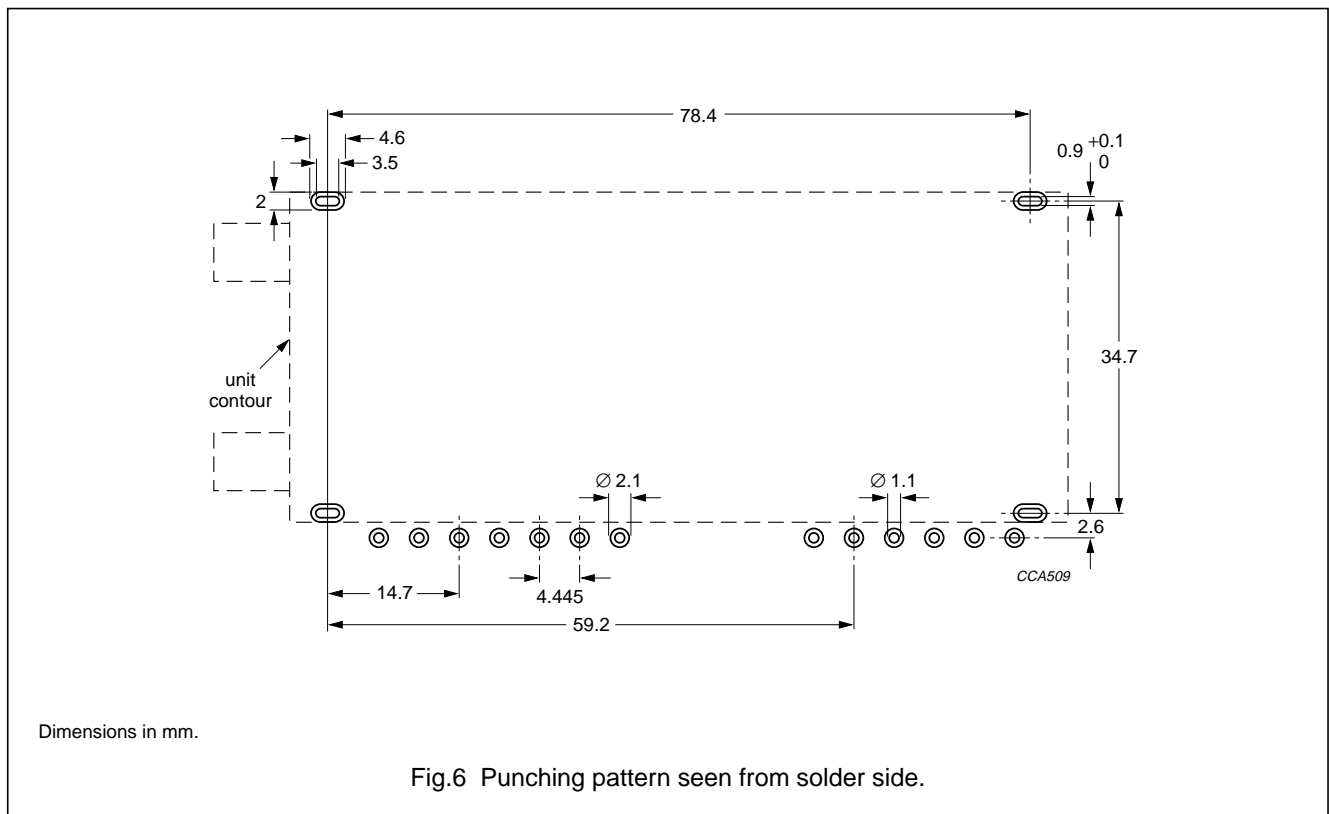 78.4
4.6
3.5
0.9 +0.1
0
2
34.7
unit
contour
∅ 2.1
∅ 1.1
2.6
CCA509
14.7
4.445
59.2
Dimensions in mm.
Fig.6 Punching pattern seen from solder side.